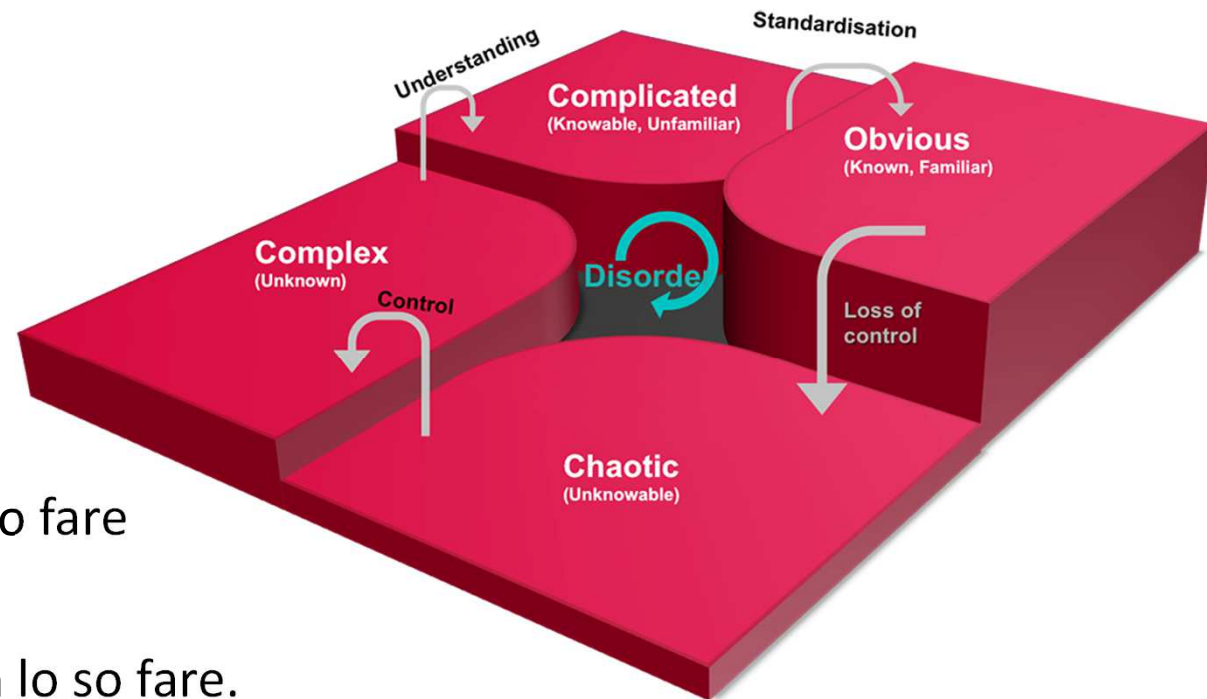 Standardisation
Understanding
Complicated
(Knowable, Unfamiliar)
Obvious
(Known, Familiar)
Complex
(Unknown)
Control
Disorder
Loss of
control
Chaotic
(Unknowable)
fare
lo so fare.